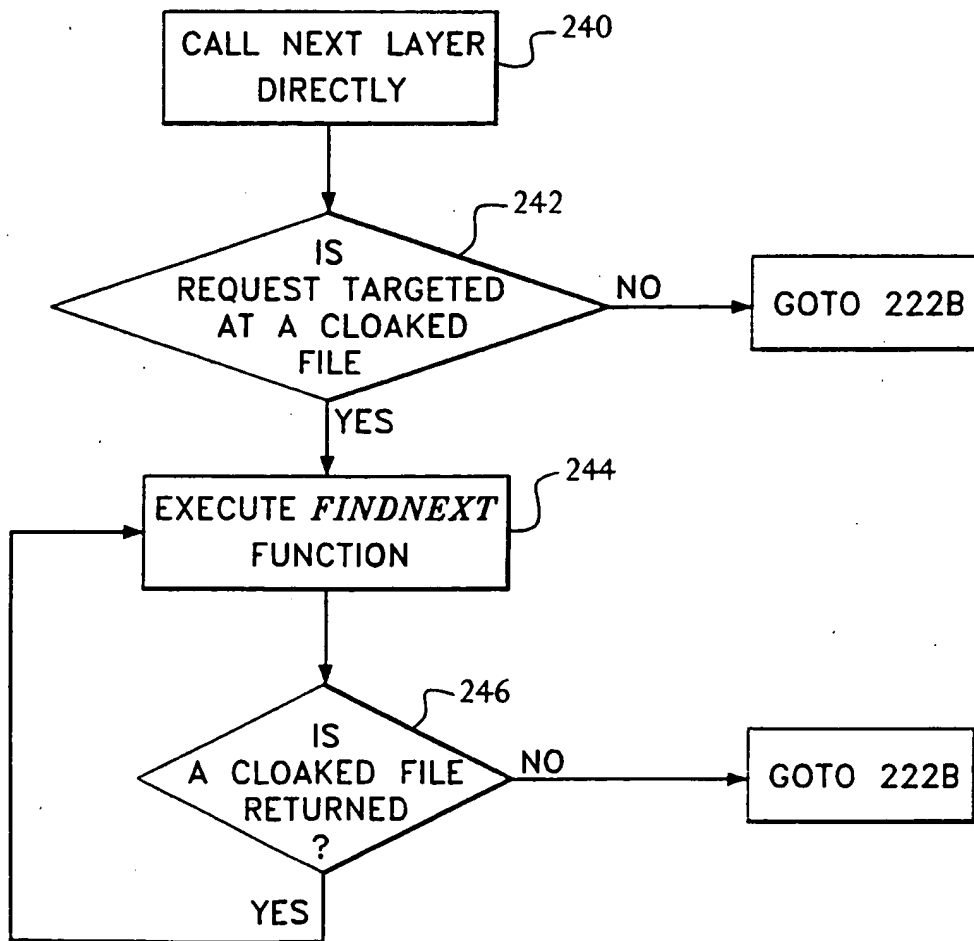 CALL NEXT LAYER
DIRECTLY
240
242
IS
REQUEST TARGETED
AT A CLOAKED
FILE
NO
GOTO 222B
YES
244
EXECUTE FINDNEXT
FUNCTION
246
IS
A CLOAKED FILE
RETURNED
?
NO
GOTO 222B
YES